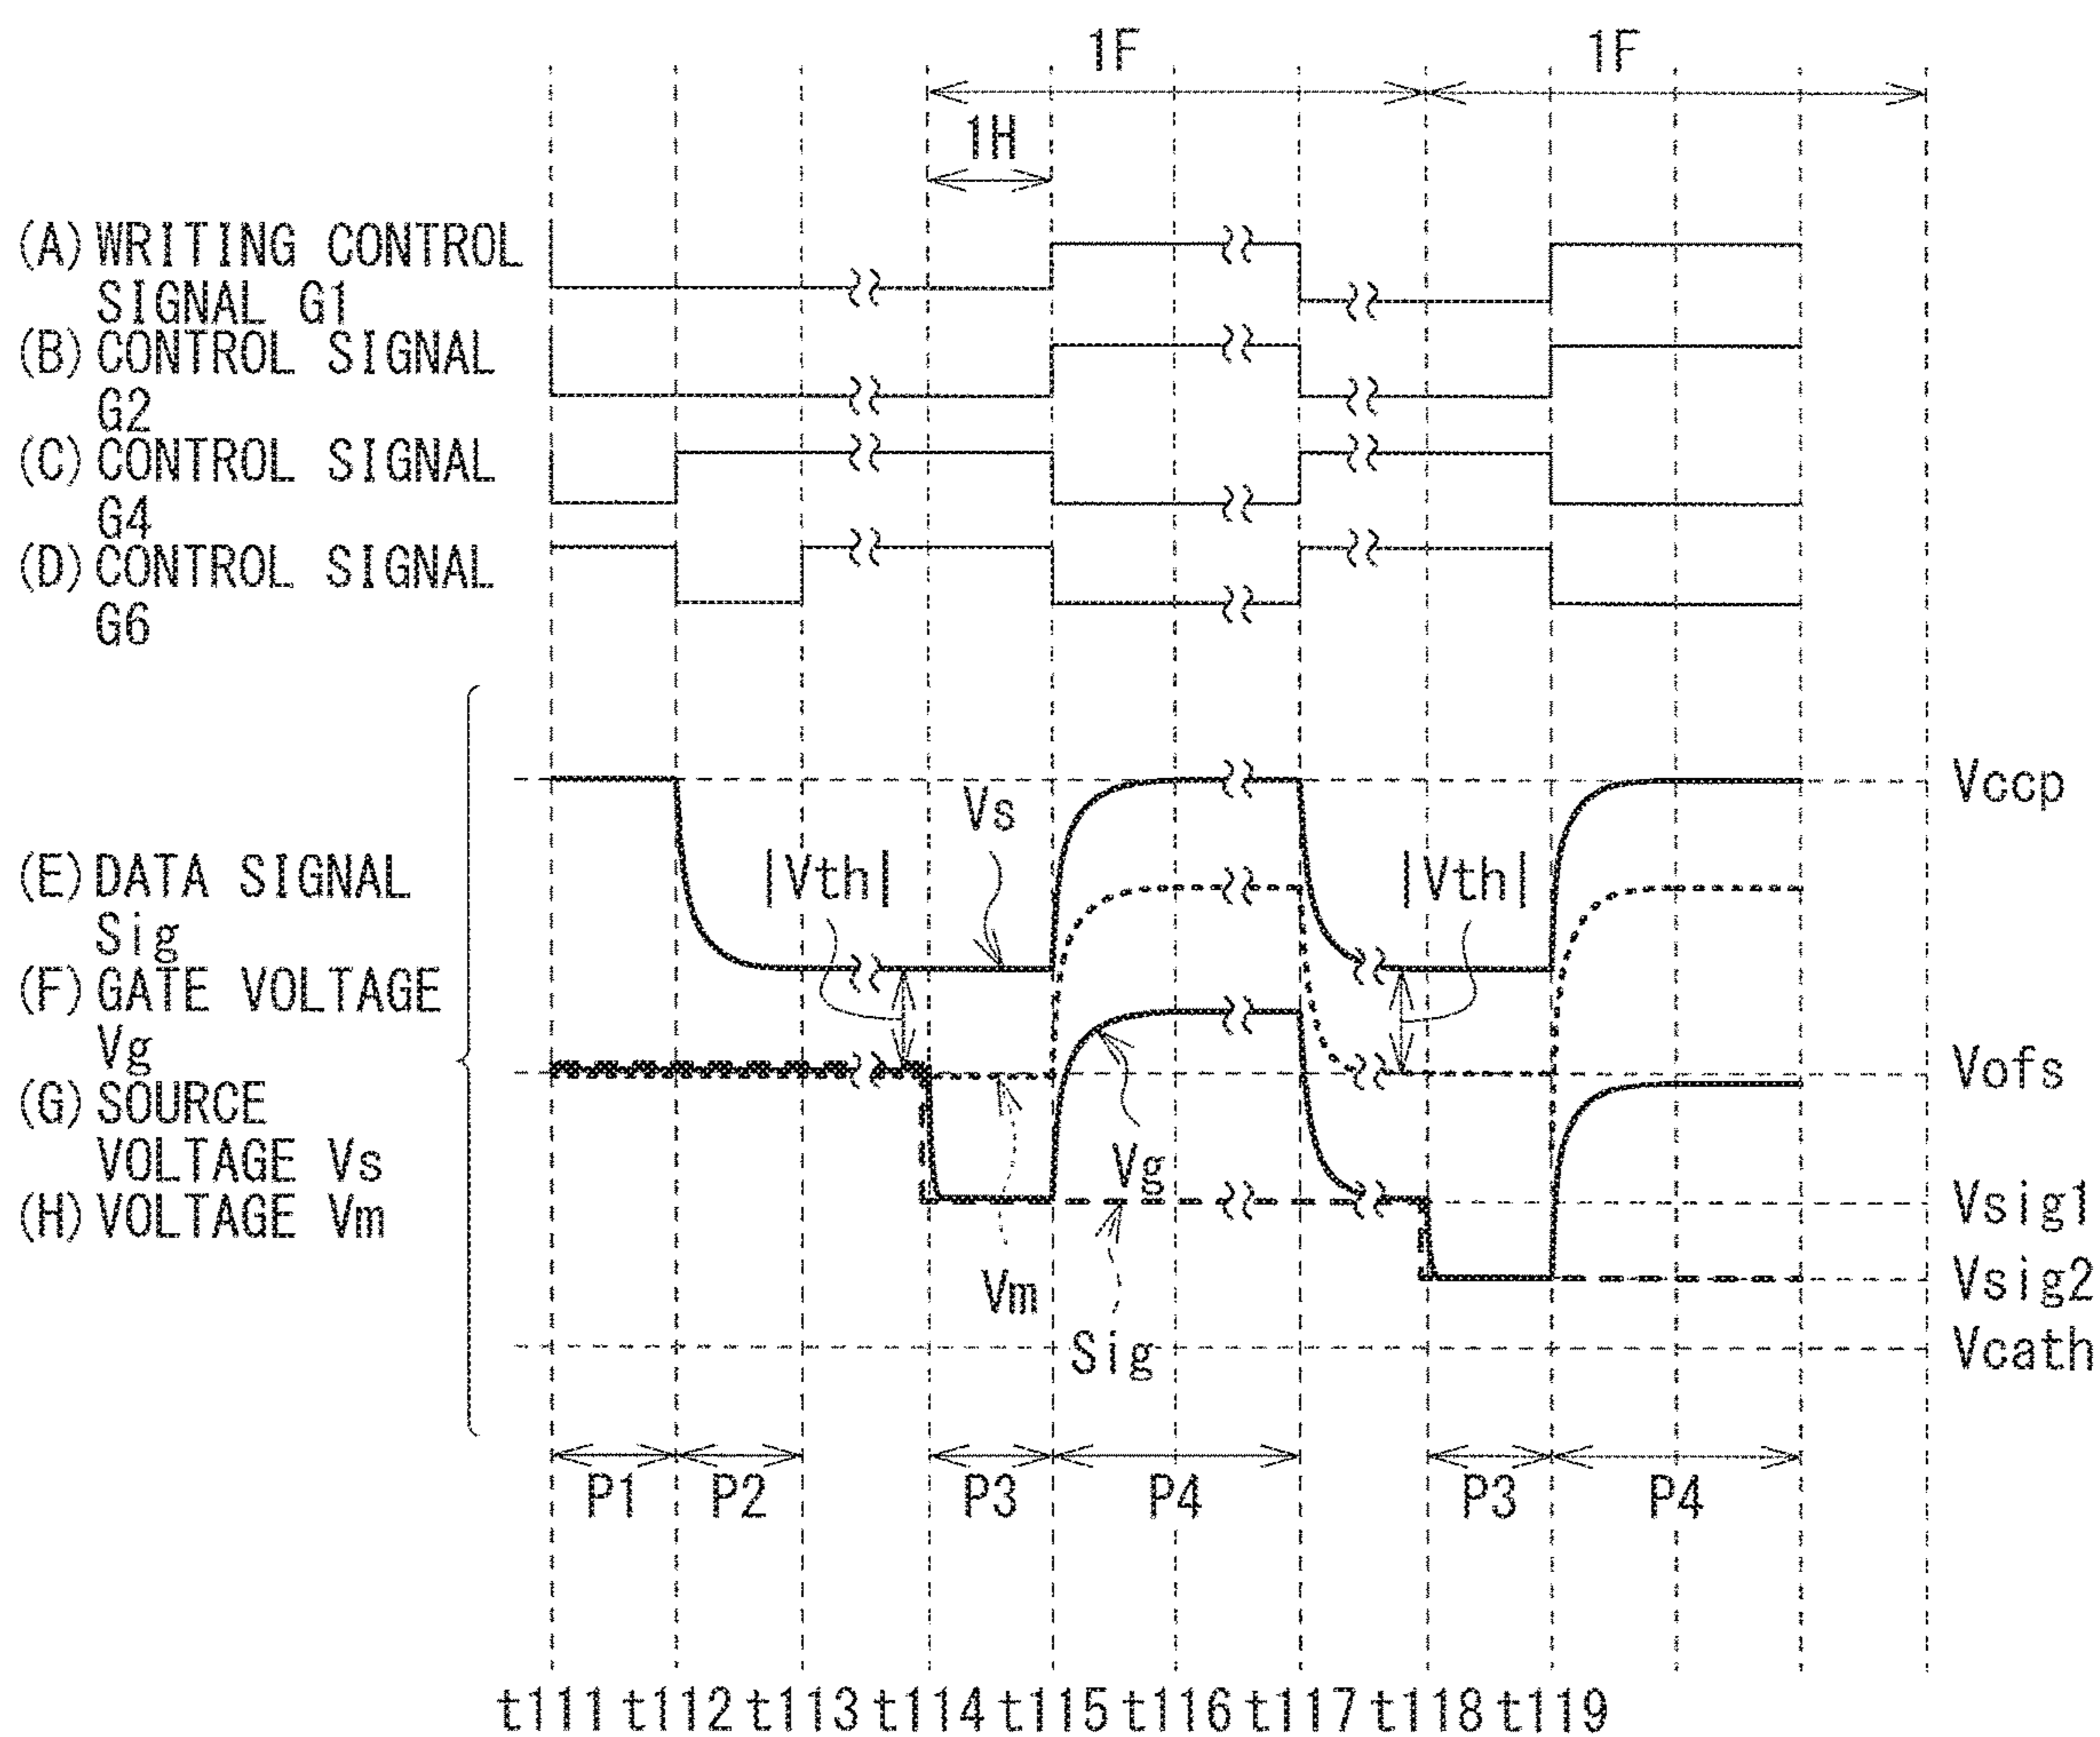 1F 1F
1H
(A) WRITING CONTROL
SIGNAL G1
(B) CONTROL SIGNAL
G2
(C) CONTROL SIGNAL
G4
(D) CONTROL SIGNAL
G6
Vccp
Vs
|Vth| |Vth|
(E) DATA SIGNAL
Sig
(F) GATE VOLTAGE
Vg
Vofs
(G) SOURCE
VOLTAGE Vs
Vg
(H) VOLTAGE Vm
Vsig1
Vm
Vsig2
Sig
Vcath
P1 P2 P3 P4 P3 P4
t111 t112 t113 t114 t115 t116 t117 t118 t119